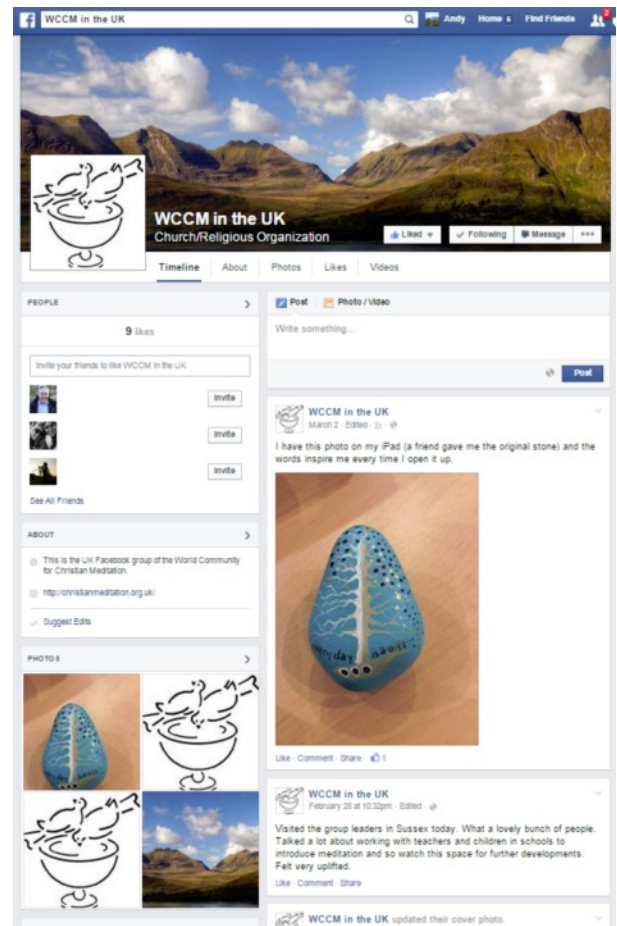 WCCM in the UK
Andy
Home 6
Find Friends
2
WCCM in the UK
Church/Religious Organization
Liked
Following
Message
Timeline
About
Photos
Likes
Videos
PEOPLE
9 likes
Invite your friends to like WCCM in the UK
Invite
Invite
Invite
See All Friends
ABOUT
This is the UK Facebook group of the World Community
for Christian Meditation.
http://christianmeditation.org.uk/
Suggest Edits
PHOTOS
Post
Photo / Video
Write something...
Post
WCCM in the UK
March 2 · Edited ·
I have this photo on my iPad (a friend gave me the original stone) and the
words inspire me every time I open it up.
day
Like · Comment · Share · 1
WCCM in the UK
February 28 at 10:32pm · Edited ·
Visited the group leaders in Sussex today. What a lovely bunch of people.
Talked a lot about working with teachers and children in schools to
introduce meditation and so watch this space for further developments.
Felt very uplifted.
Like · Comment · Share
WCCM in the UK updated their cover photo.